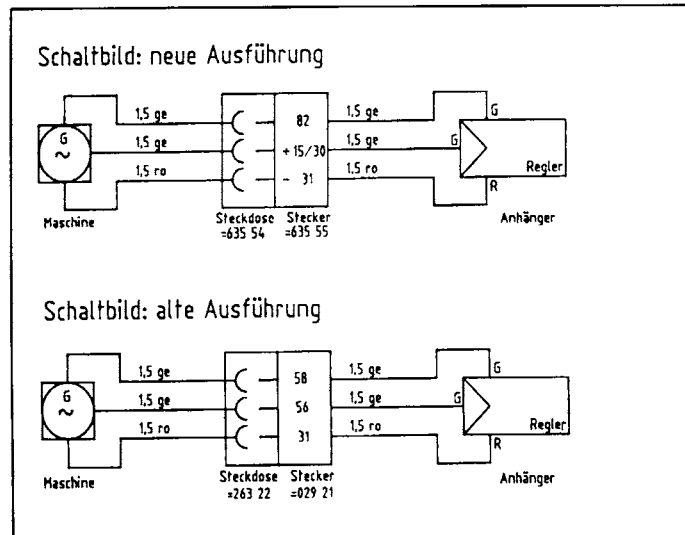 Schaltbild: neue Ausführung
1,5 ge
82
1,5 ge
G
G
~
1,5 ge
+ 15/30
1,5 ge
G
1,5 ro
- 31
1,5 ro
Regler
R
Maschine
Steckdose
=635 54
Stecker
=635 55
Anhänger
Schaltbild: alte Ausführung
1,5 ge
58
1,5 ge
G
G
~
1,5 ge
56
1,5 ge
G
1,5 ro
31
1,5 ro
Regler
R
Maschine
Steckdose
=263 22
Stecker
=029 21
Anhänger